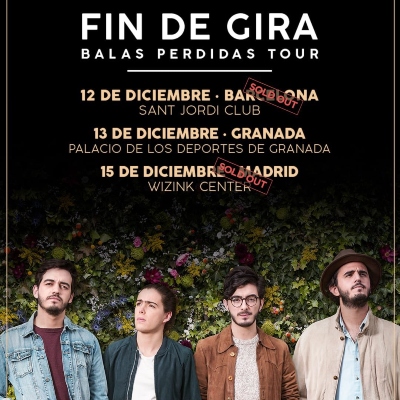 FIN DE GIRA
BALAS PERDIDAS TOUR
12 DE DICIEMBRE · BARCELONA
SOLD OUT
SANT JORDI CLUB
13 DE DICIEMBRE · GRANADA
PALACIO DE LOS DEPORTES DE GRANADA
15 DE DICIEMBRE · MADRID
SOLD OUT
WIZINK CENTER